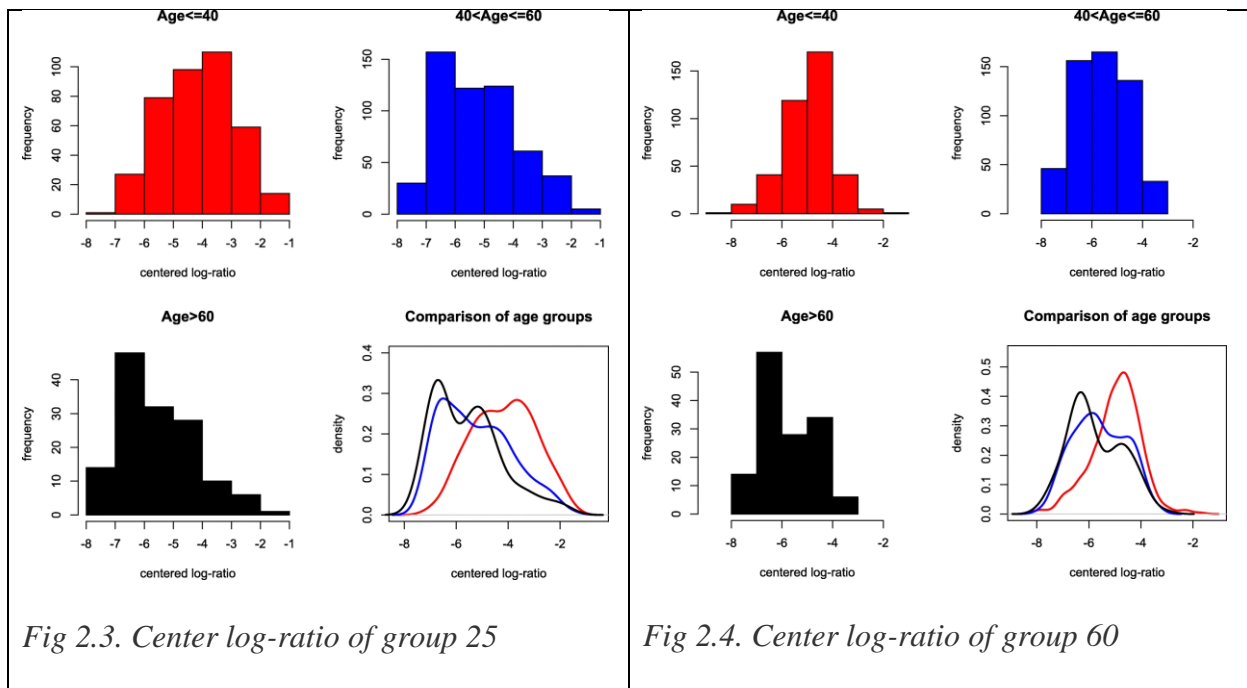 Age<=40
frequency
0 20 40 60 80 100
-8 -7 -6 -5 -4 -3 -2 -1
centered log-ratio
40<Age<=60
frequency
0 50 100 150
-8 -7 -6 -5 -4 -3 -2 -1
centered log-ratio
Age>60
frequency
0 10 20 30 40
-8 -7 -6 -5 -4 -3 -2 -1
centered log-ratio
Comparison of age groups
density
0.0 0.1 0.2 0.3 0.4
-8 -6 -4 -2
centered log-ratio
Fig 2.3. Center log-ratio of group 25
Age<=40
frequency
0 50 100 150
-8 -6 -4 -2
centered log-ratio
40<Age<=60
frequency
0 50 100 150
-8 -6 -4 -2
centered log-ratio
Age>60
frequency
0 10 20 30 40 50
-8 -6 -4 -2
centered log-ratio
Comparison of age groups
density
0.0 0.1 0.2 0.3 0.4 0.5
-8 -6 -4 -2
centered log-ratio
Fig 2.4. Center log-ratio of group 60